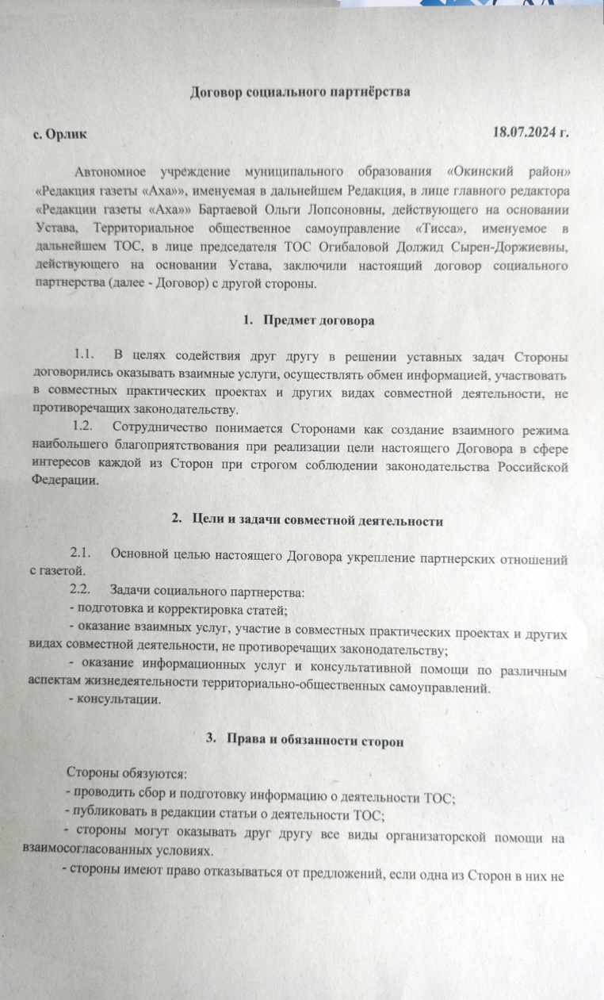 Договор социального партнёрства
с. Орлик 18.07.2024 г.
Автономное учреждение муниципального образования «Окинский район»
«Редакция газеты «Аха»», именуемая в дальнейшем Редакция, в лице главного редактора
«Редакции газеты «Аха»» Бартаевой Ольги Лопсоновны, действующего на основании
Устава, Территориальное общественное самоуправление «Тисса», именуемое в
дальнейшем ТОС, в лице председателя ТОС Огибаловой Должид Сырен-Доржиевны,
действующего на основании Устава, заключили настоящий договор социального
партнерства (далее - Договор) с другой стороны.
1. Предмет договора
1.1. В целях содействия друг другу в решении уставных задач Стороны
договорились оказывать взаимные услуги, осуществлять обмен информацией, участвовать
в совместных практических проектах и других видах совместной деятельности, не
противоречащих законодательству.
1.2. Сотрудничество понимается Сторонами как создание взаимного режима
наибольшего благоприятствования при реализации цели настоящего Договора в сфере
интересов каждой из Сторон при строгом соблюдении законодательства Российской
Федерации.
2. Цели и задачи совместной деятельности
2.1. Основной целью настоящего Договора укрепление партнерских отношений
с газетой.
2.2. Задачи социального партнерства:
- подготовка и корректировка статей;
- оказание взаимных услуг, участие в совместных практических проектах и других
видах совместной деятельности, не противоречащих законодательству;
- оказание информационных услуг и консультативной помощи по различным
аспектам жизнедеятельности территориально-общественных самоуправлений.
- консультации.
3. Права и обязанности сторон
Стороны обязуются:
- проводить сбор и подготовку информацию о деятельности ТОС;
- публиковать в редакции статьи о деятельности ТОС;
- стороны могут оказывать друг другу все виды организаторской помощи на
взаимосогласованных условиях.
- стороны имеют право отказываться от предложений, если одна из Сторон в них не